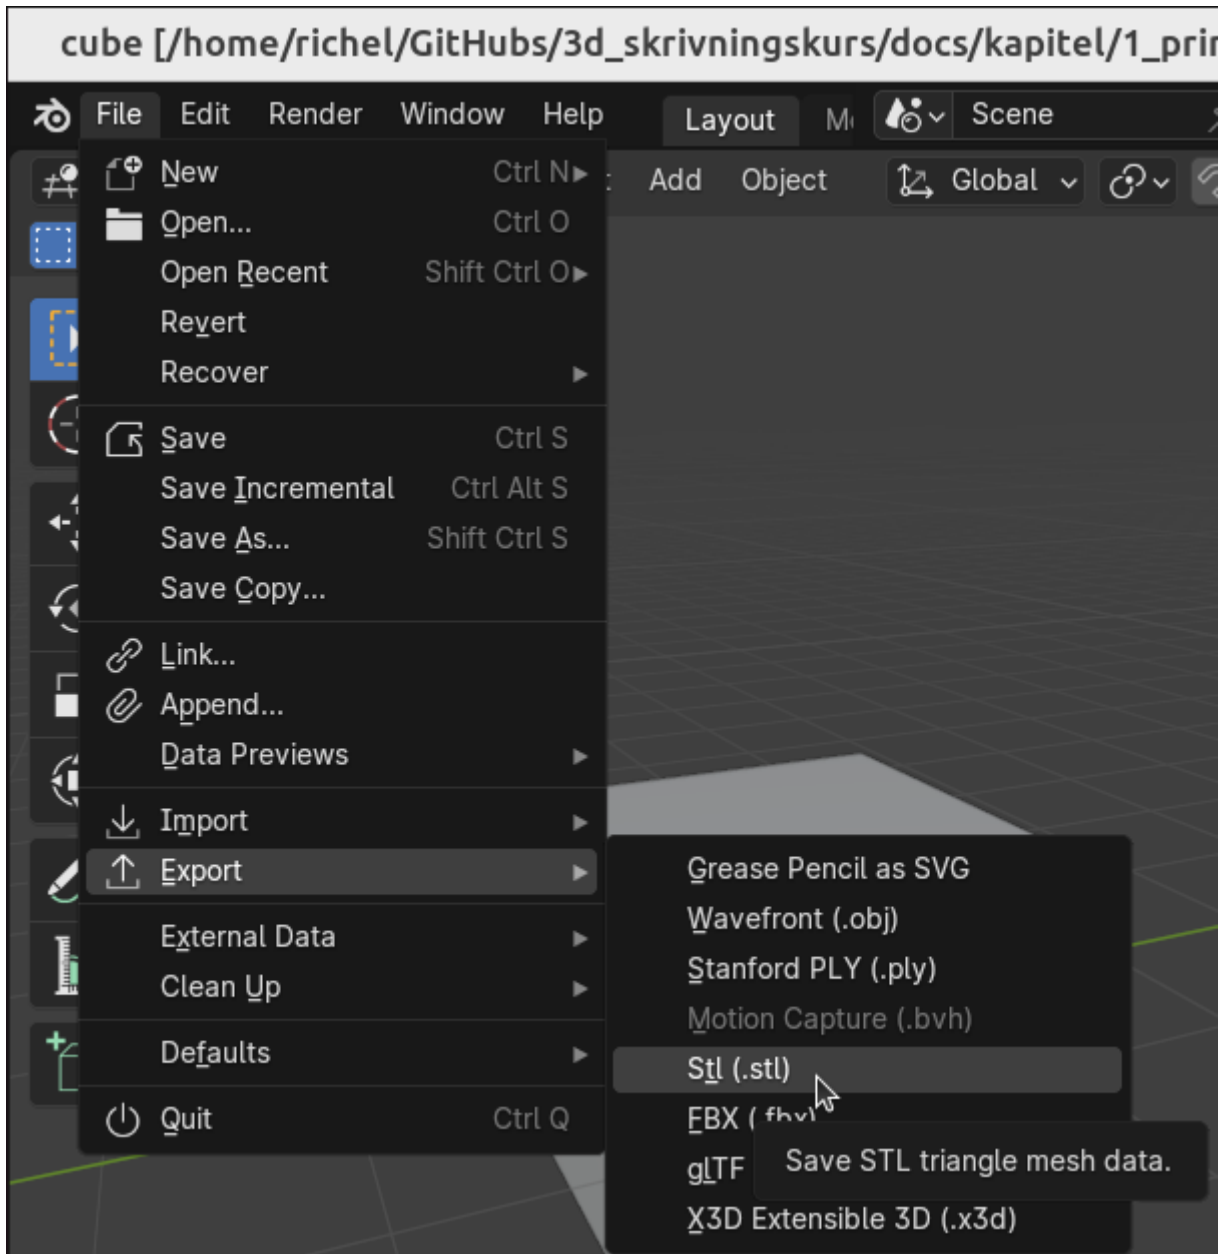 cube [/home/richel/GitHubs/3d_skrivningskurs/docs/kapitel/1_prin
File Edit Render Window Help Layout Scene
Add Object Global
New Ctrl N
Open... Ctrl O
Open Recent Shift Ctrl O
Revert
Recover
Save Ctrl S
Save Incremental Ctrl Alt S
Save As... Shift Ctrl S
Save Copy...
Link...
Append...
Data Previews
Import
Export
External Data
Clean Up
Defaults
Quit Ctrl Q
Grease Pencil as SVG
Wavefront (.obj)
Stanford PLY (.ply)
Motion Capture (.bvh)
Stl (.stl)
FBX (.fbx)
glTF
Save STL triangle mesh data.
X3D Extensible 3D (.x3d)